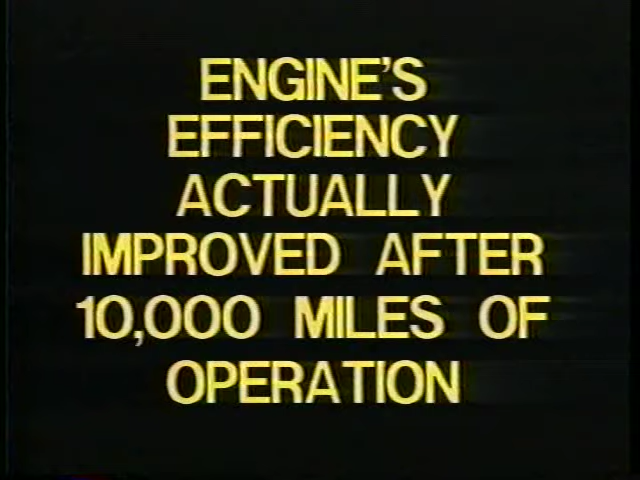 ENGINE'S
EFFICIENCY
ACTUALLY
IMPROVED AFTER
10,000 MILES OF
OPERATION